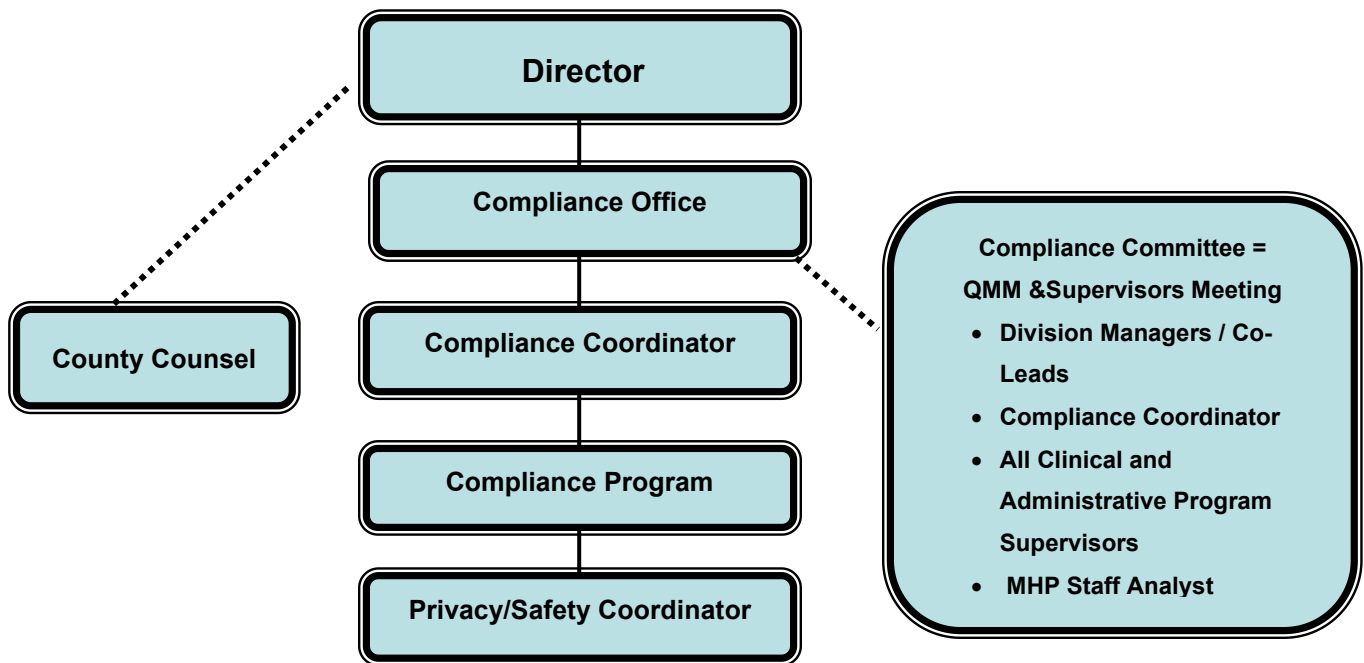 Director
Compliance Office
County Counsel
Compliance Coordinator
Compliance Program
Privacy/Safety Coordinator
Compliance Committee =
QMM &Supervisors Meeting
• Division Managers / Co-
Leads
• Compliance Coordinator
• All Clinical and
Administrative Program
Supervisors
• MHP Staff Analyst